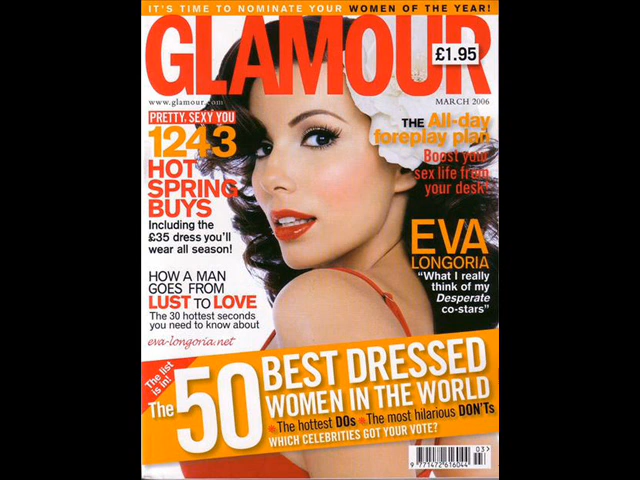 IT'S TIME TO NOMINATE YOUR WOMEN OF THE YEAR!
GLAMOUR
£1.95
www.glamour.com
MARCH 2006
PRETTY, SEXY YOU
1243
HOT
SPRING
BUYS
Including the
£35 dress you'll
wear all season!
HOW A MAN
GOES FROM
LUST TO LOVE
The 30 hottest seconds
you need to know about
eva-longoria.net
THE All-day
foreplay plan
Boost your
sex life from
your desk!
EVA
LONGORIA
"What I really
think of my
Desperate
co-stars"
The list
is in!
The 50 BEST DRESSED
WOMEN IN THE WORLD
The hottest DOs The most hilarious DON'Ts
WHICH CELEBRITIES GOT YOUR VOTE?
03>
9 771472 616044